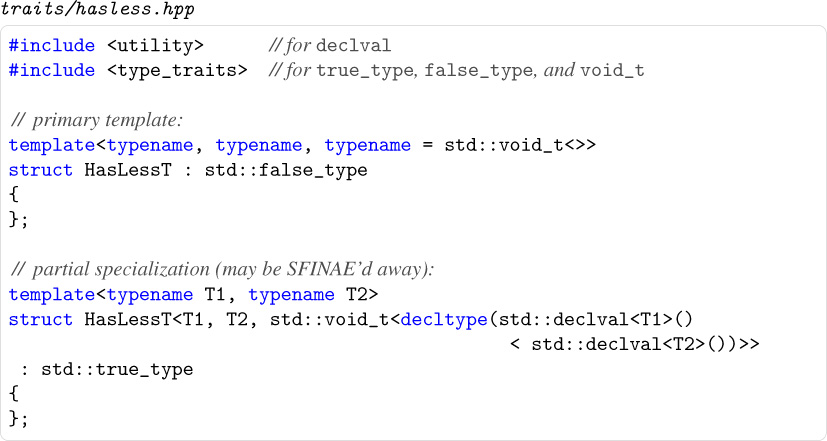 traits/hasless.hpp
#include <utility> // for declval
#include <type_traits> // for true_type, false_type, and void_t
// primary template:
template<typename, typename, typename = std::void_t<>>
struct HasLessT : std::false_type
{
};
// partial specialization (may be SFINAE’d away):
template<typename T1, typename T2>
struct HasLessT<T1, T2, std::void_t<decltype(std::declval<T1>()
< std::declval<T2>())>>
: std::true_type
{
};